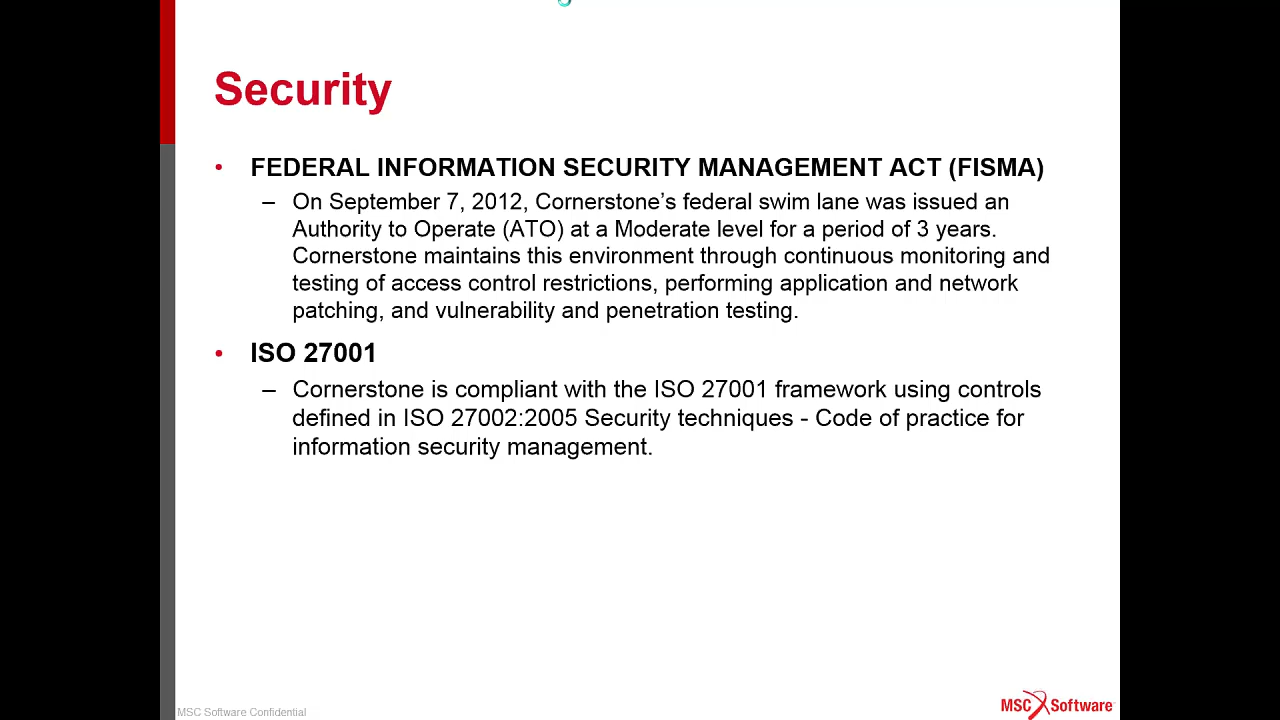 Security
• FEDERAL INFORMATION SECURITY MANAGEMENT ACT (FISMA)
– On September 7, 2012, Cornerstone’s federal swim lane was issued an
Authority to Operate (ATO) at a Moderate level for a period of 3 years.
Cornerstone maintains this environment through continuous monitoring and
testing of access control restrictions, performing application and network
patching, and vulnerability and penetration testing.
• ISO 27001
– Cornerstone is compliant with the ISO 27001 framework using controls
defined in ISO 27002:2005 Security techniques - Code of practice for
information security management.
MSC Software Confidential
MSC Software